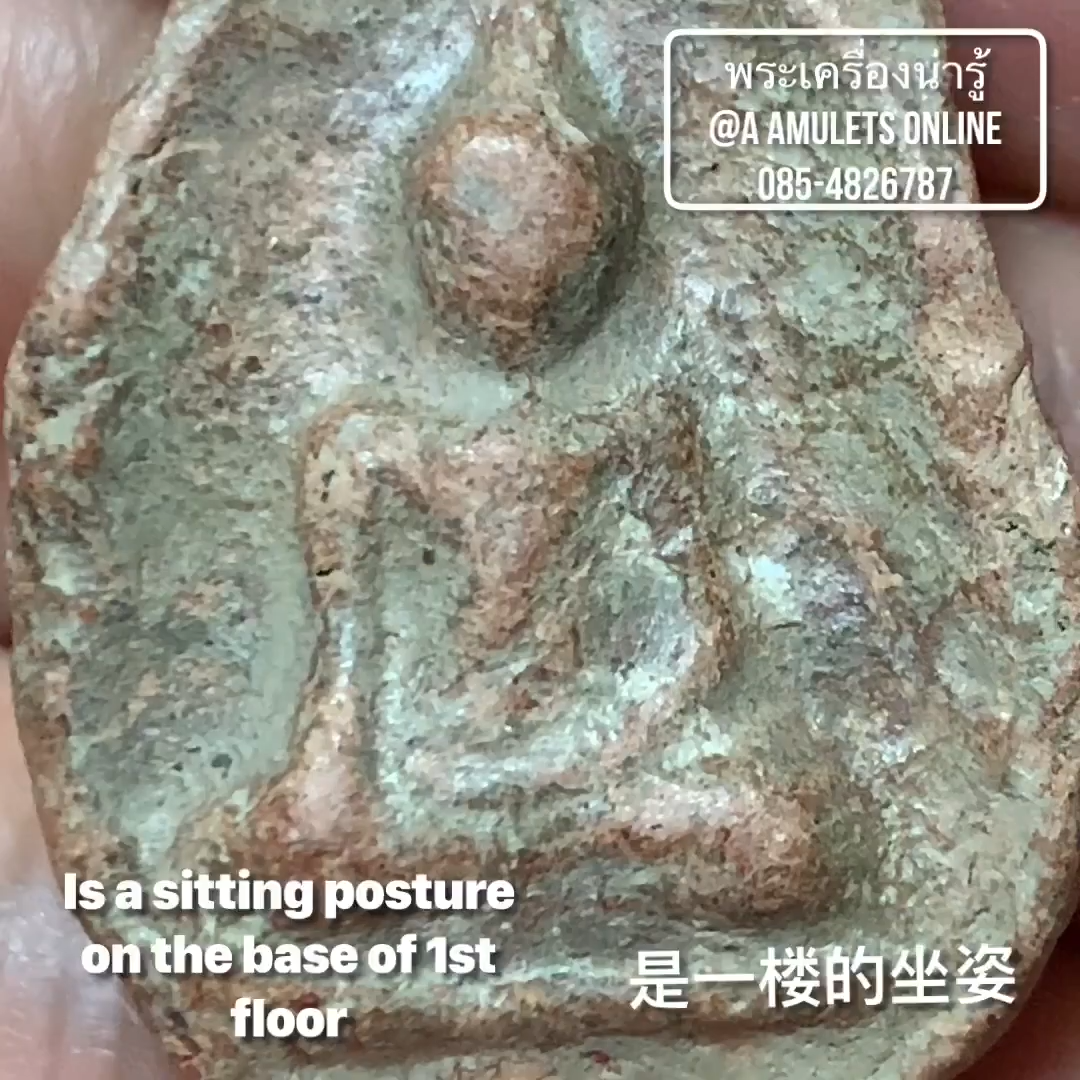 พระเครื่องน่ารู้
@A AMULETS ONLINE
085-4826787
Is a sitting posture
on the base of 1st
floor
是一楼的坐姿